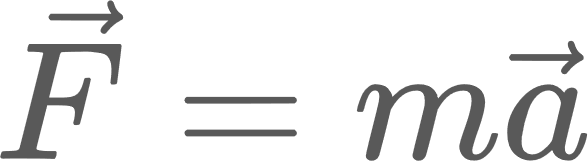 F⃗ = ma⃗